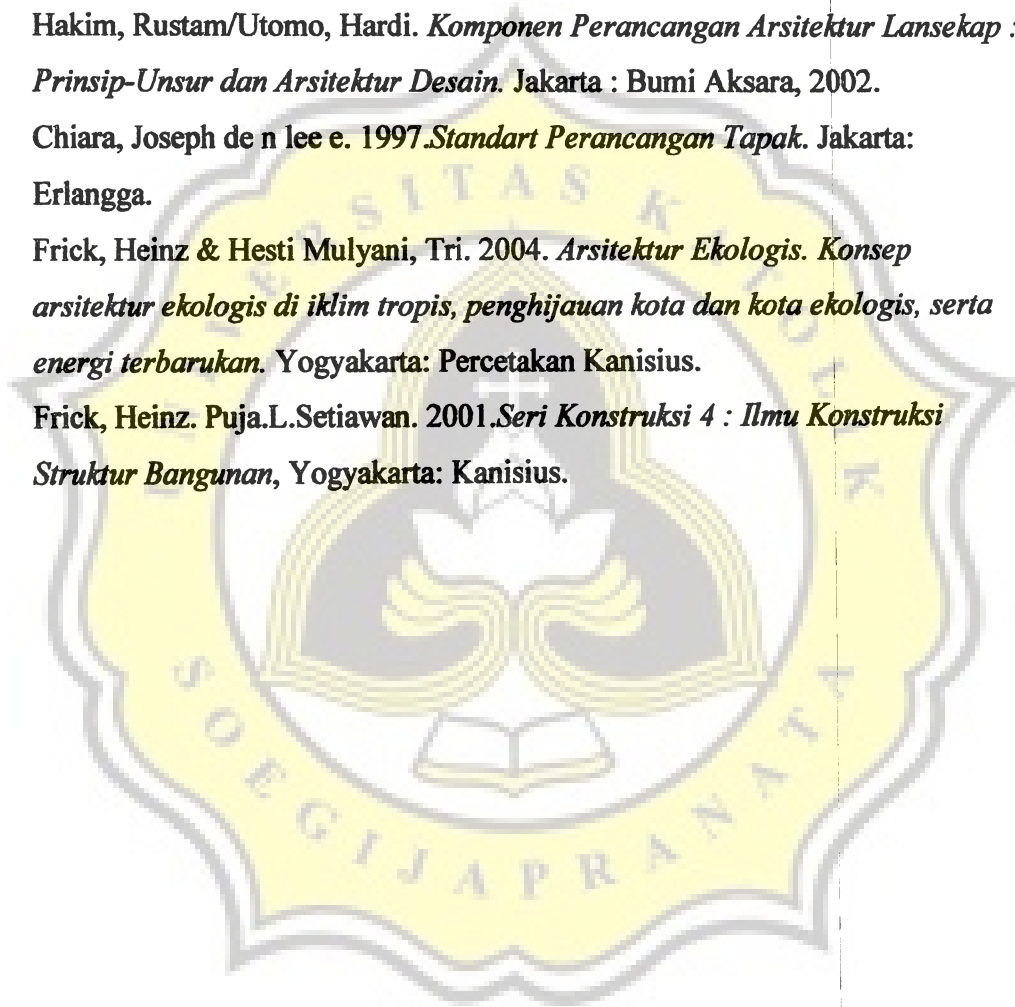 Hakim, Rustam/Utomo, Hardi. Komponen Perancangan Arsitektur Lansekap :
Prinsip-Unsur dan Arsitektur Desain. Jakarta : Bumi Aksara, 2002.
Chiara, Joseph de n lee e. 1997.Standart Perancangan Tapak. Jakarta:
Erlangga.
Frick, Heinz & Hesti Mulyani, Tri. 2004. Arsitektur Ekologis. Konsep
arsitektur ekologis di iklim tropis, penghijauan kota dan kota ekologis, serta
energi terbarukan. Yogyakarta: Percetakan Kanisius.
Frick, Heinz. Puja.L.Setiawan. 2001.Seri Konstruksi 4 : Ilmu Konstruksi
Struktur Bangunan, Yogyakarta: Kanisius.
UNIVERSITAS KATOLIK
SOEGIJAPRANATA